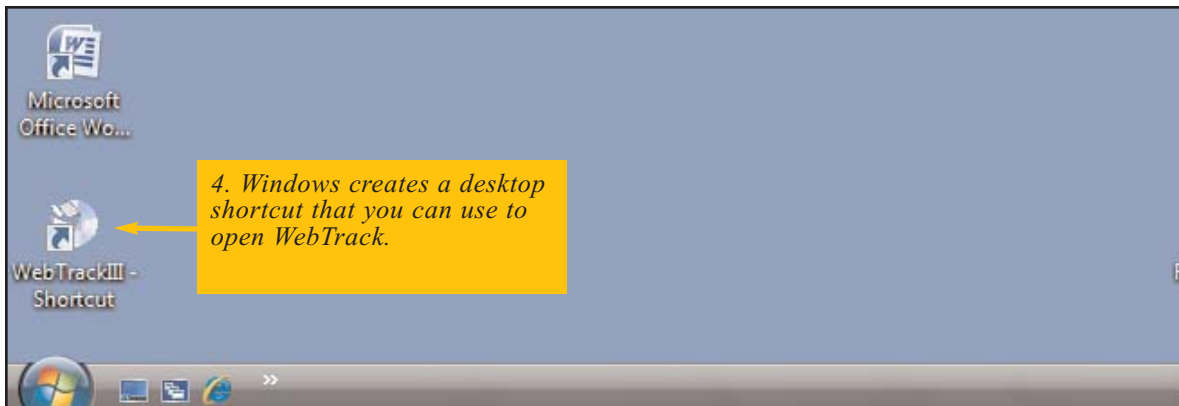 Microsoft
Office Wo...
4. Windows creates a desktop
shortcut that you can use to
open WebTrack.
WebTrackIII -
Shortcut
»